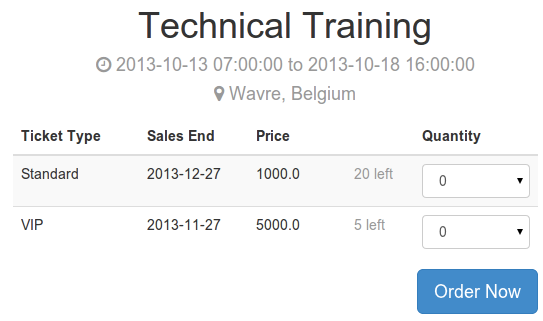 Technical Training
2013-10-13 07:00:00 to 2013-10-18 16:00:00
Wavre, Belgium
Ticket Type Sales End Price Quantity
Standard 2013-12-27 1000.0 20 left 0
VIP 2013-11-27 5000.0 5 left 0
Order Now